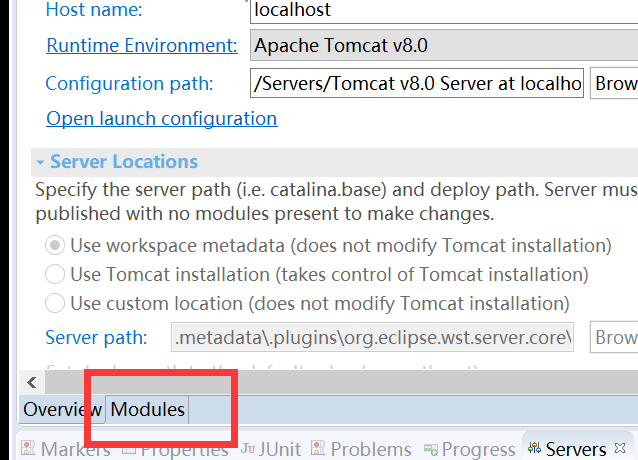 Host name: localhost
Runtime Environment: Apache Tomcat v8.0
Configuration path: /Servers/Tomcat v8.0 Server at localho Brow
Open launch configuration
Server Locations
Specify the server path (i.e. catalina.base) and deploy path. Server mus
published with no modules present to make changes.
Use workspace metadata (does not modify Tomcat installation)
Use Tomcat installation (takes control of Tomcat installation)
Use custom location (does not modify Tomcat installation)
Server path: .metadata\.plugins\org.eclipse.wst.server.core\ Brow
Overview Modules
Markers Properties JUnit Problems Progress Servers